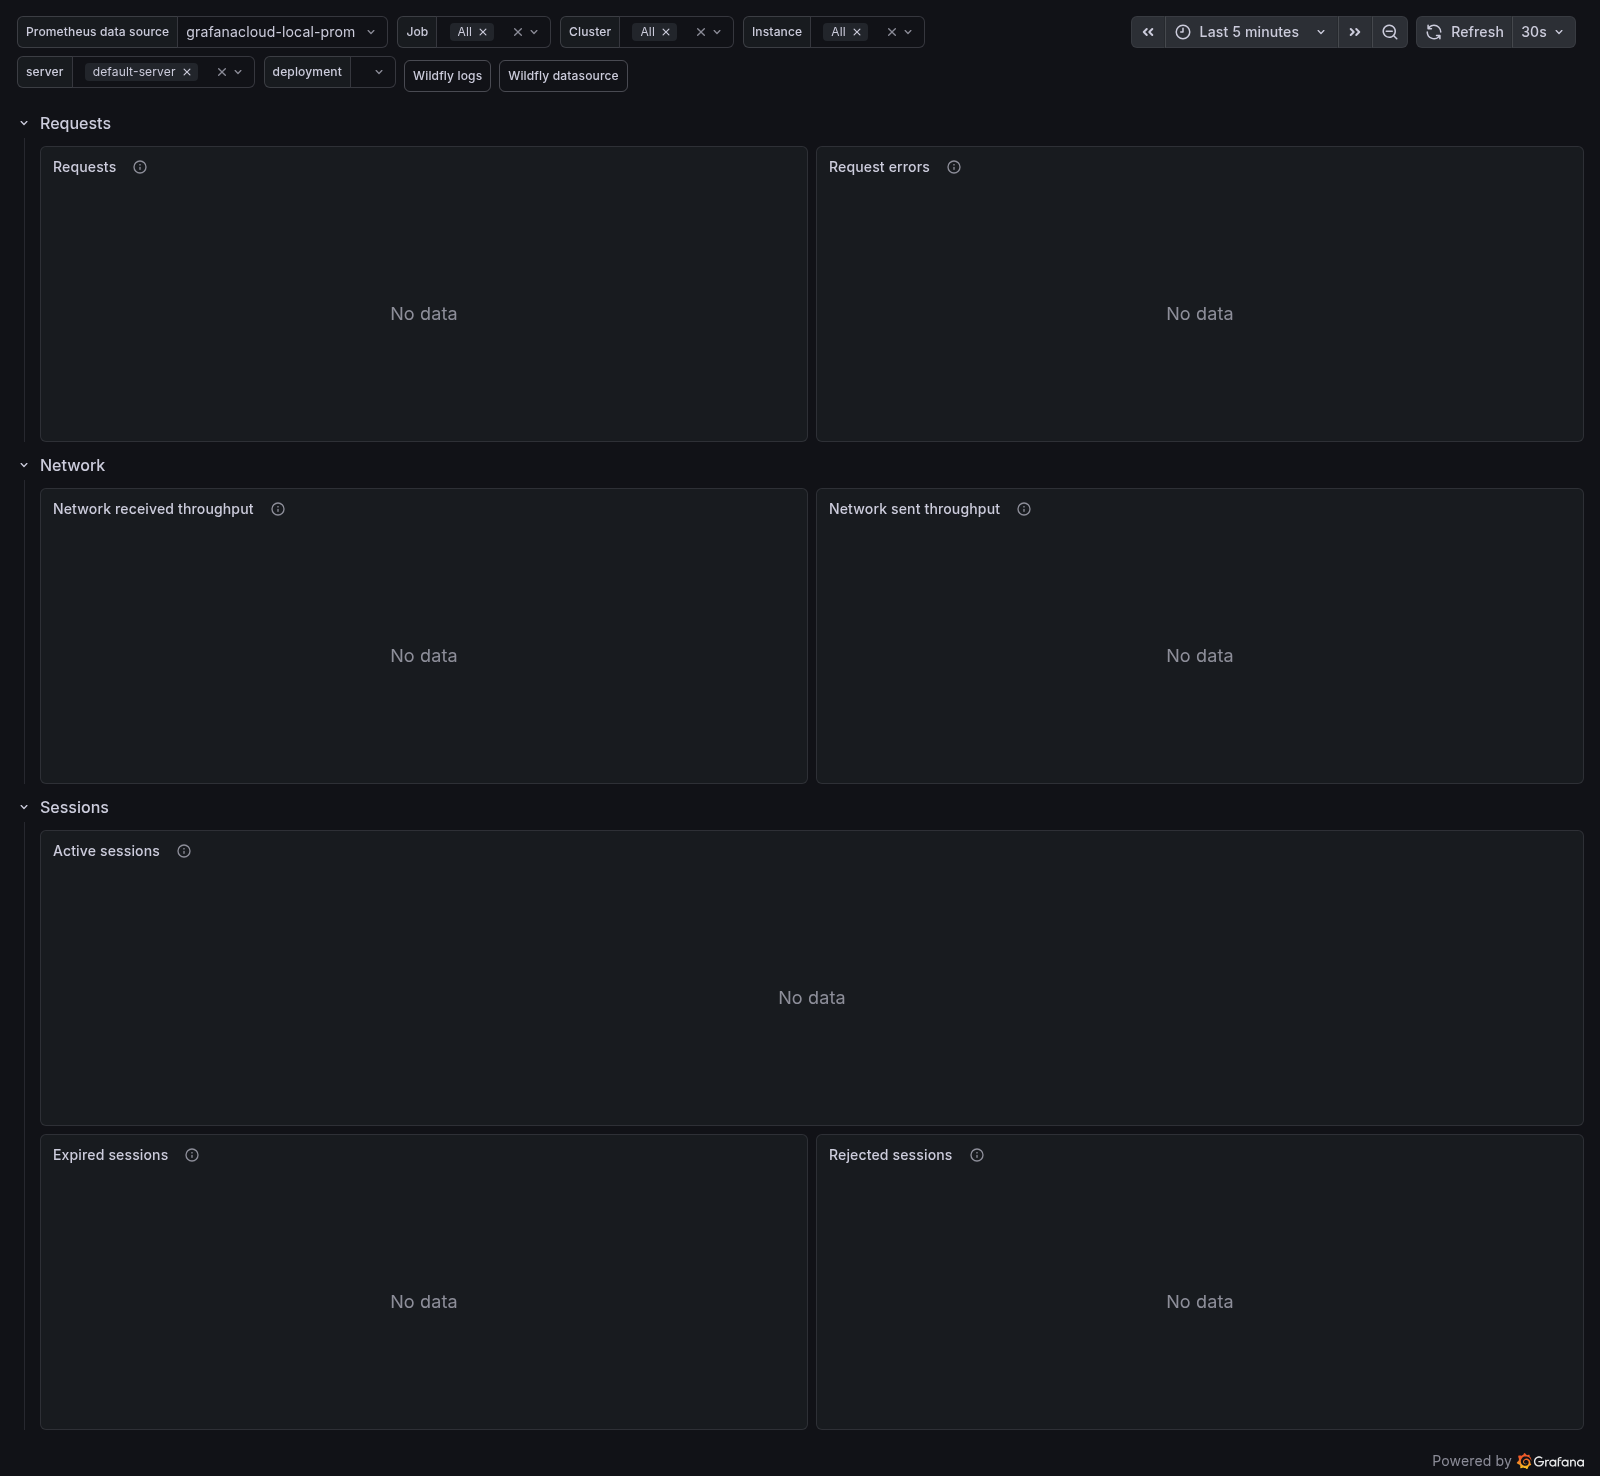 Prometheus data source grafanacloud-local-prom Job All Cluster All Instance All Last 5 minutes Refresh 30s
server default-server deployment Wildfly logs Wildfly datasource
Requests
Requests Request errors
No data No data
Network
Network received throughput Network sent throughput
No data No data
Sessions
Active sessions
No data
Expired sessions Rejected sessions
No data No data
Powered by Grafana